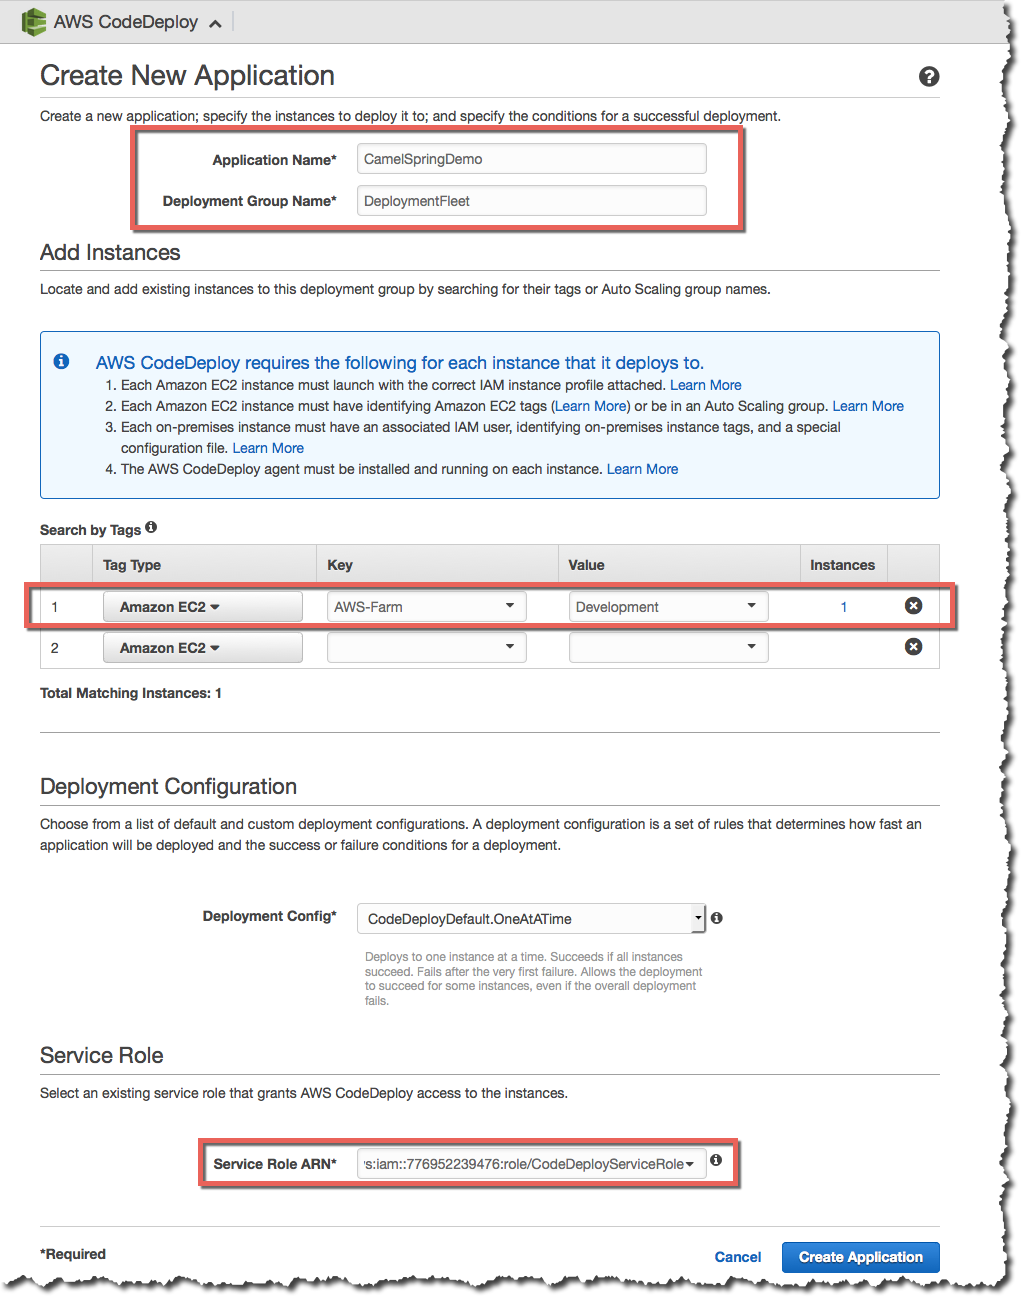 AWS CodeDeploy
Create New Application
Create a new application; specify the instances to deploy it to; and specify the conditions for a successful deployment.
Application Name* CamelSpringDemo
Deployment Group Name* DeploymentFleet
Add Instances
Locate and add existing instances to this deployment group by searching for their tags or Auto Scaling group names.
AWS CodeDeploy requires the following for each instance that it deploys to.
1. Each Amazon EC2 instance must launch with the correct IAM instance profile attached. Learn More
2. Each Amazon EC2 instance must have identifying Amazon EC2 tags (Learn More) or be in an Auto Scaling group. Learn More
3. Each on-premises instance must have an associated IAM user, identifying on-premises instance tags, and a special
configuration file. Learn More
4. The AWS CodeDeploy agent must be installed and running on each instance. Learn More
Search by Tags
Tag Type Key Value Instances
1 Amazon EC2 AWS-Farm Development 1
2 Amazon EC2
Total Matching Instances: 1
Deployment Configuration
Choose from a list of default and custom deployment configurations. A deployment configuration is a set of rules that determines how fast an
application will be deployed and the success or failure conditions for a deployment.
Deployment Config* CodeDeployDefault.OneAtATime
Deploys to one instance at a time. Succeeds if all instances
succeed. Fails after the very first failure. Allows the deployment
to succeed for some instances, even if the overall deployment
fails.
Service Role
Select an existing service role that grants AWS CodeDeploy access to the instances.
Service Role ARN* s:iam::776952239476:role/CodeDeployServiceRole
*Required Cancel Create Application